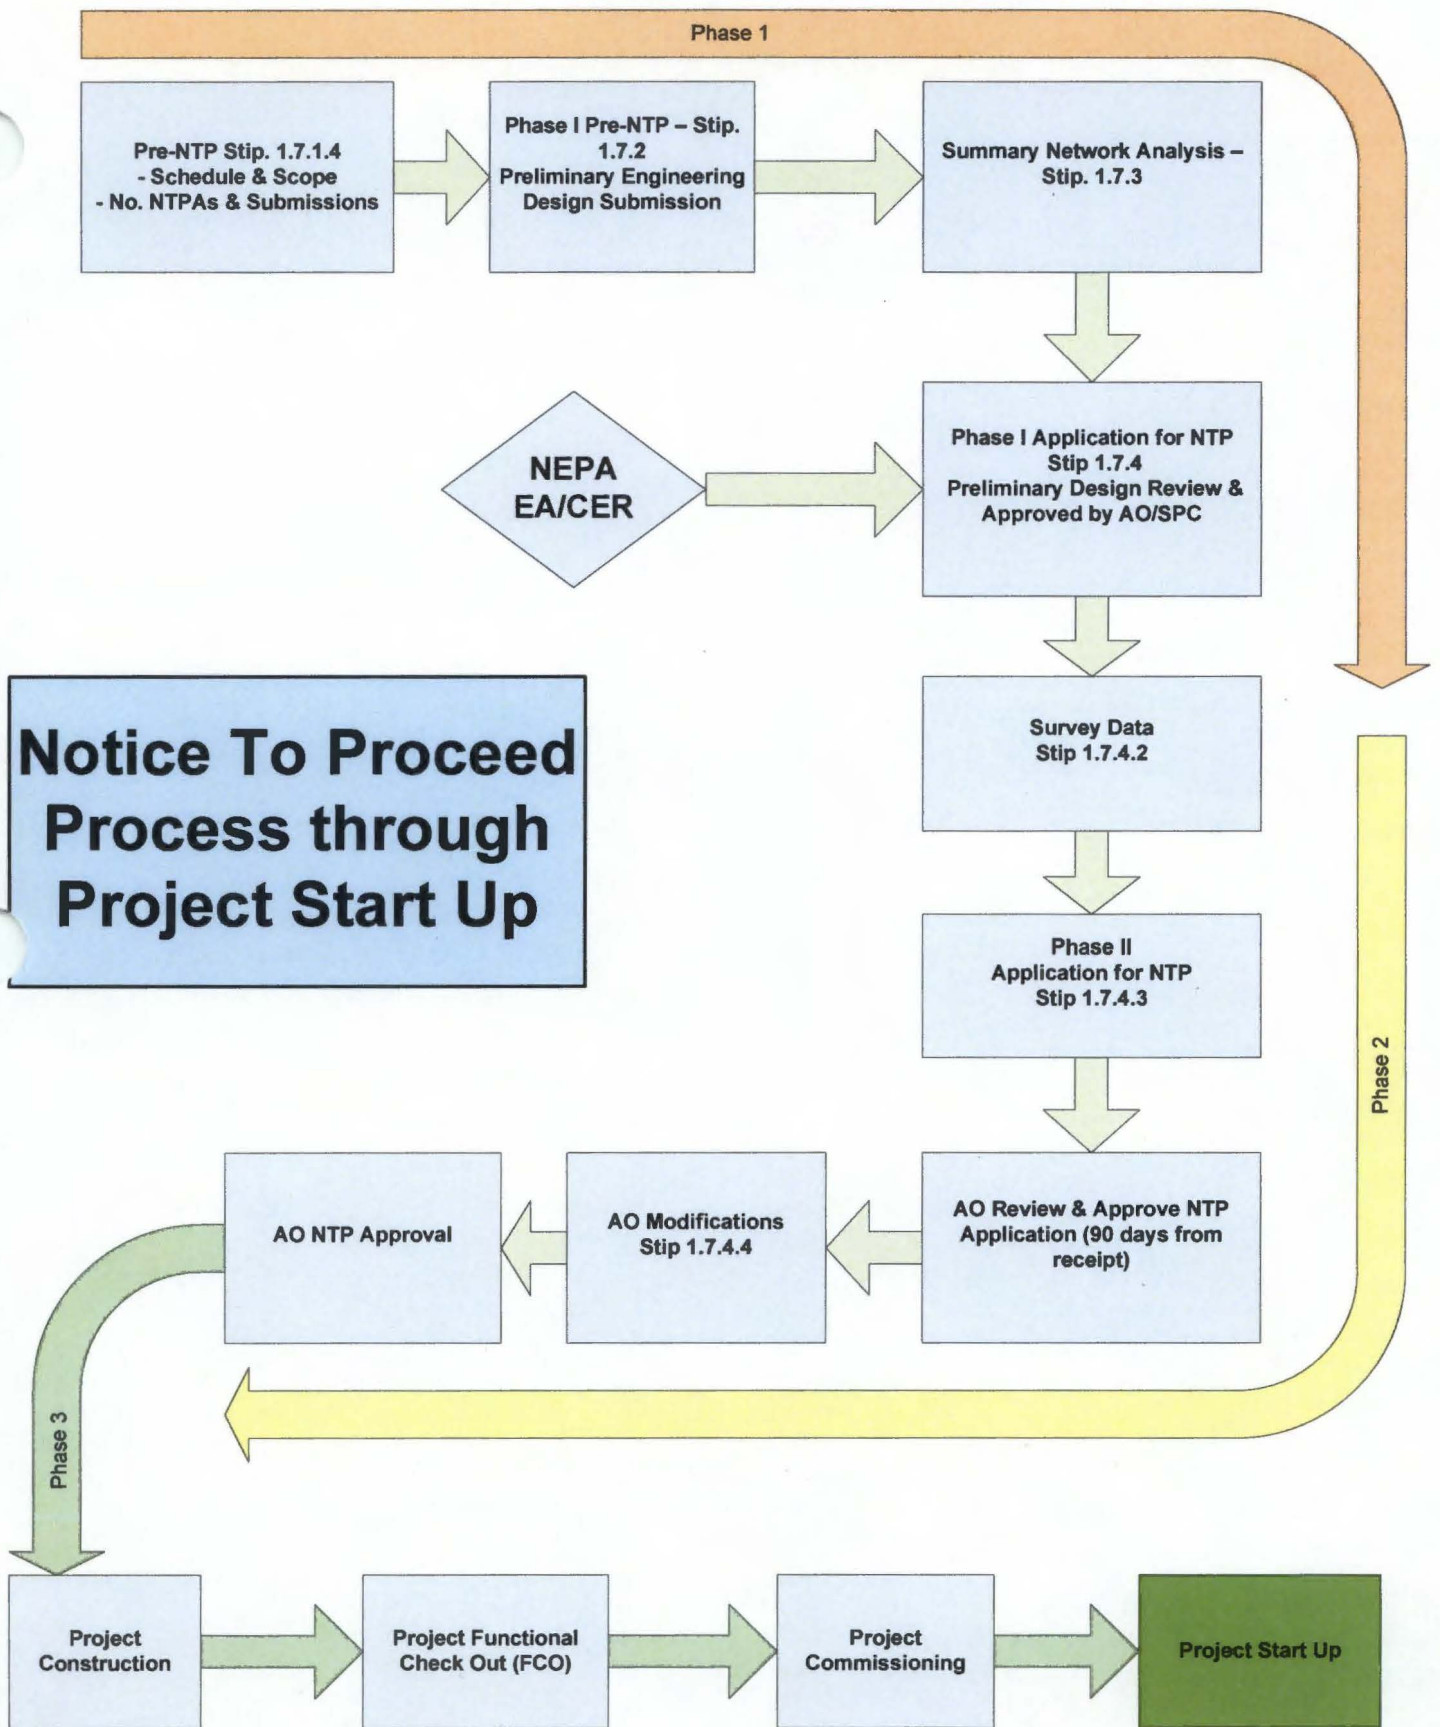 Phase 1
Pre-NTP Stip. 1.7.1.4
- Schedule & Scope
- No. NTPAs & Submissions
Phase I Pre-NTP – Stip.
1.7.2
Preliminary Engineering
Design Submission
Summary Network Analysis –
Stip. 1.7.3
NEPA
EA/CER
Phase I Application for NTP
Stip 1.7.4
Preliminary Design Review &
Approved by AO/SPC
Notice To Proceed
Process through
Project Start Up
Survey Data
Stip 1.7.4.2
Phase II
Application for NTP
Stip 1.7.4.3
Phase 2
AO Review & Approve NTP
Application (90 days from
receipt)
AO Modifications
Stip 1.7.4.4
AO NTP Approval
Phase 3
Project
Construction
Project Functional
Check Out (FCO)
Project
Commissioning
Project Start Up